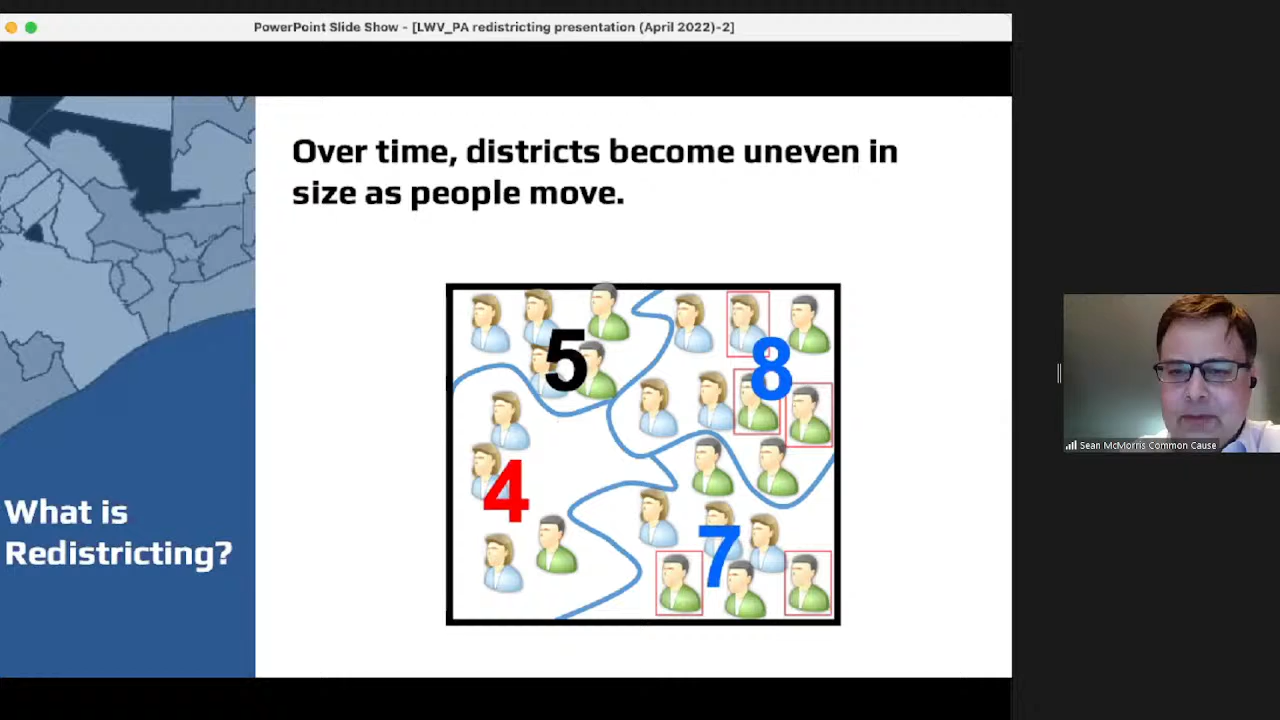 PowerPoint Slide Show - [LWV_PA redistricting presentation (April 2022)-2]
Over time, districts become uneven in
size as people move.
5
8
4
7
What is
Redistricting?
Sean McMorris Common Cause